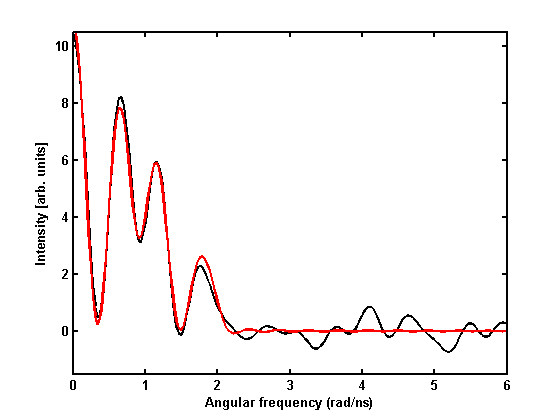 10
8
6
4
2
0
Intensity [arb. units]
0 1 2 3 4 5 6
Angular frequency (rad/ns)